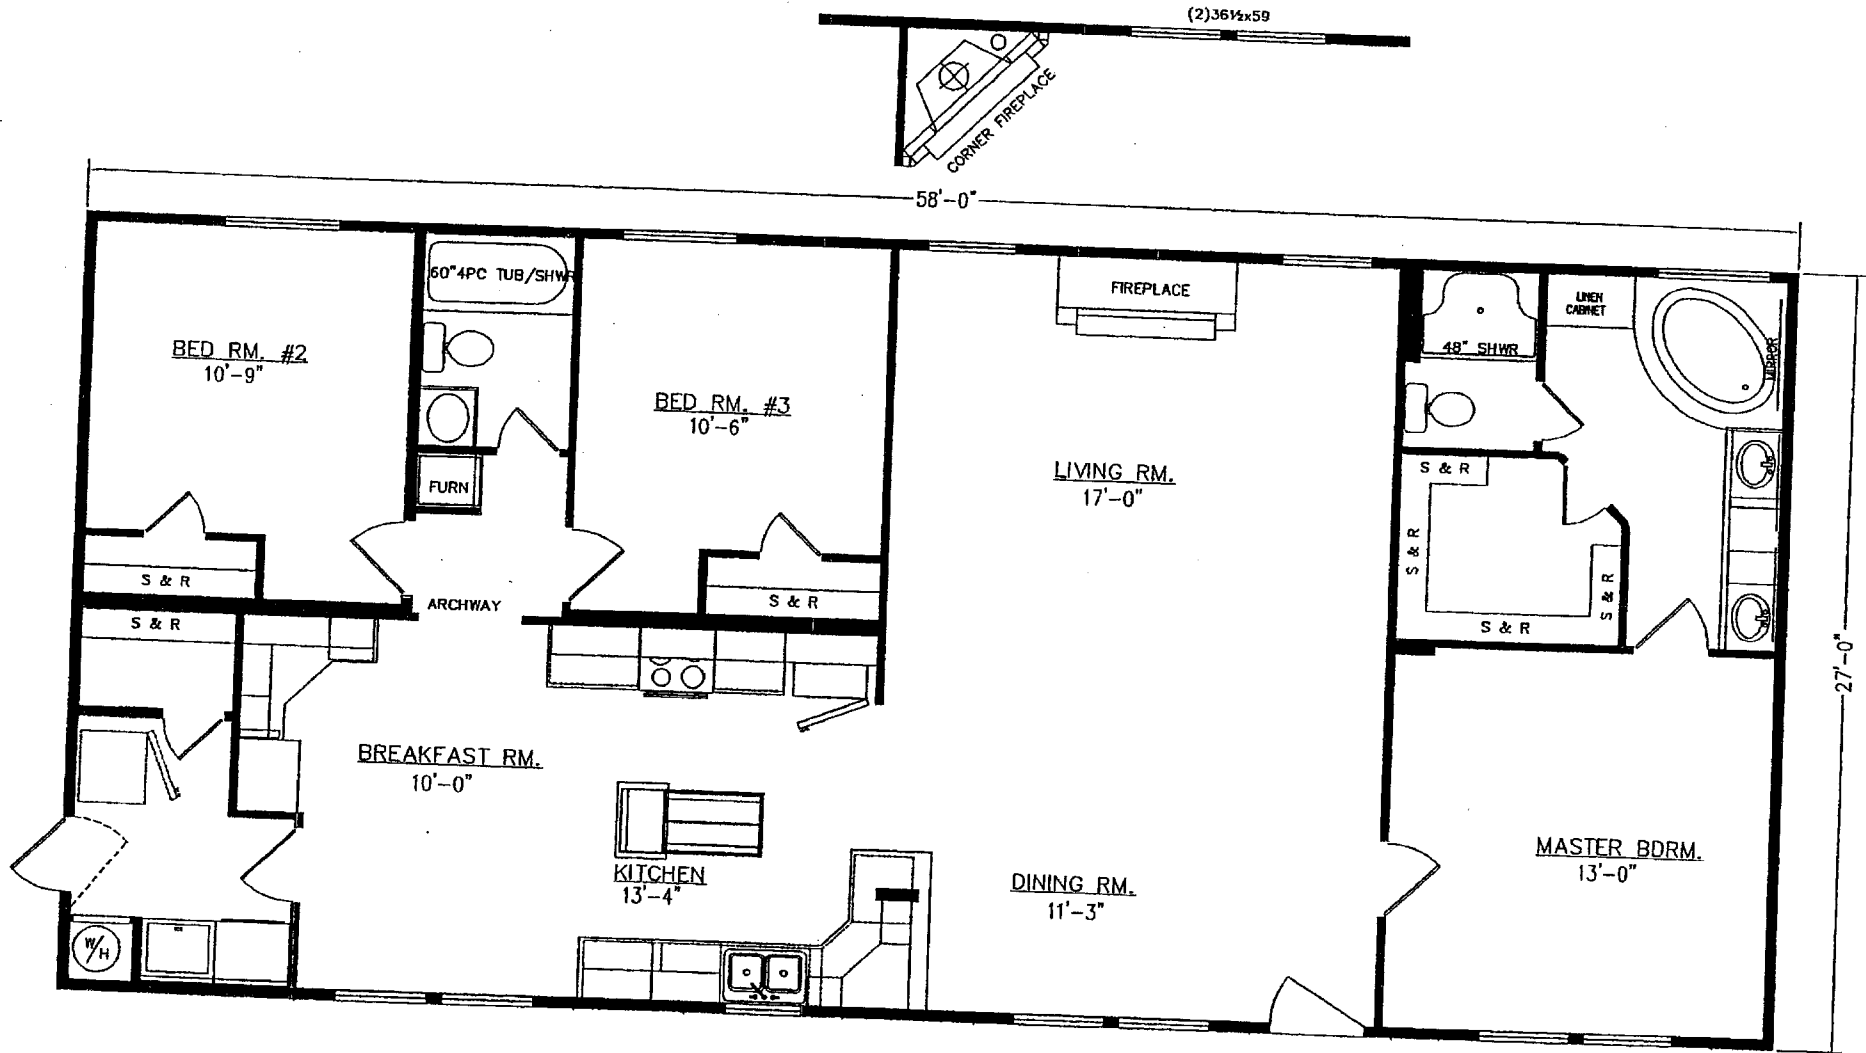 (2)36½x59
CORNER FIREPLACE
58'-0"
60"4PC TUB/SHWR
FIREPLACE
LINEN
CABINET
MIRROR
48" SHWR
BED RM. #2
10'-9"
BED RM. #3
10'-6"
LIVING RM.
17'-0"
S & R
FURN
S & R
S & R
S & R
S & R
ARCHWAY
S & R
S & R
S & R
27'-0"
BREAKFAST RM.
10'-0"
KITCHEN
13'-4"
DINING RM.
11'-3"
MASTER BDRM.
13'-0"
W/H